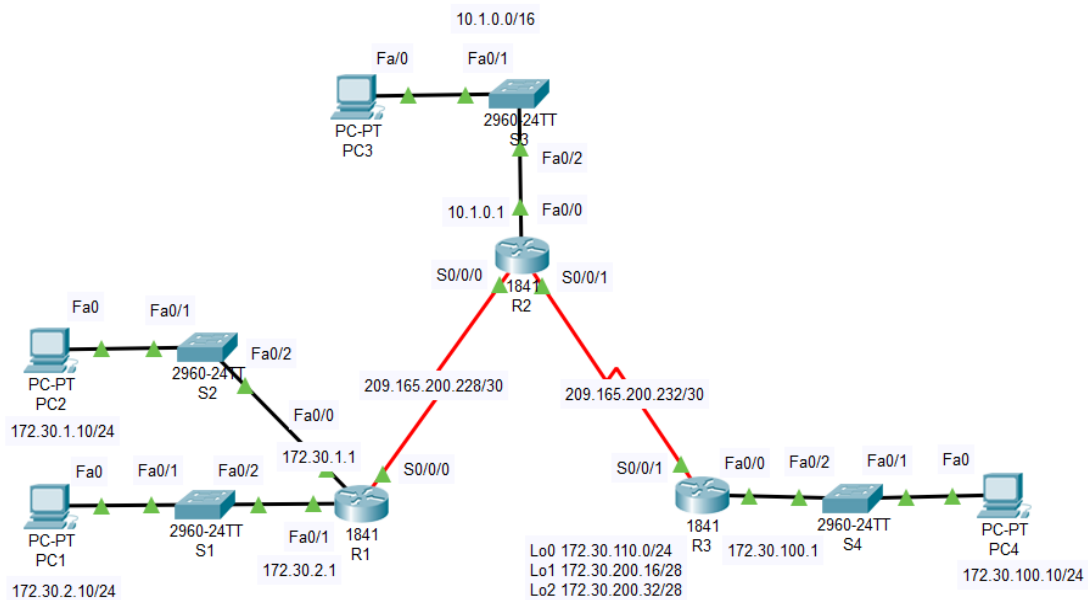 10.1.0.0/16
Fa/0
Fa0/1
PC-PT
PC3
2960-24TT
S3
Fa0/2
10.1.0.1
Fa0/0
S0/0/0
S0/0/1
1841
R2
Fa0
Fa0/1
2960-24TT
S2
Fa0/2
PC-PT
PC2
172.30.1.10/24
Fa0/0
172.30.1.1
209.165.200.228/30
209.165.200.232/30
Fa0
Fa0/1
Fa0/2
S0/0/0
PC-PT
PC1
172.30.2.10/24
2960-24TT
S1
Fa0/1
172.30.2.1
1841
R1
S0/0/1
Fa0/0
Fa0/2
Fa0/1
Fa0
1841
R3
172.30.100.1
2960-24TT
S4
PC-PT
PC4
172.30.100.10/24
Lo0 172.30.110.0/24
Lo1 172.30.200.16/28
Lo2 172.30.200.32/28